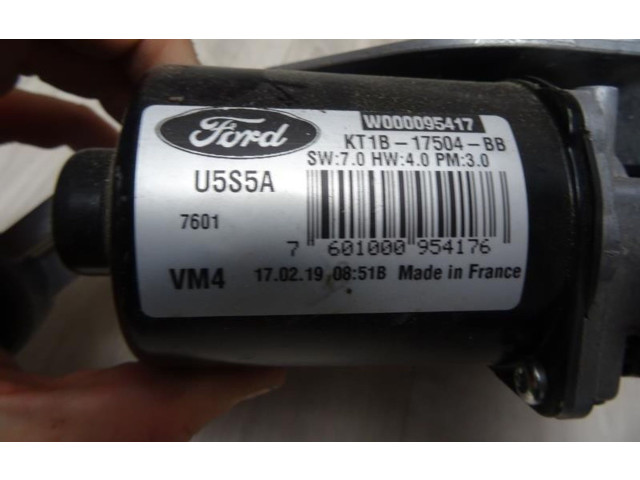 Ford
W000095417
KT1B-17504-BB
SW:7.0 HW:4.0 PM:3.0
U5S5A
7601
7 601000 954176
VM4 17.02.19 08:51B Made in France